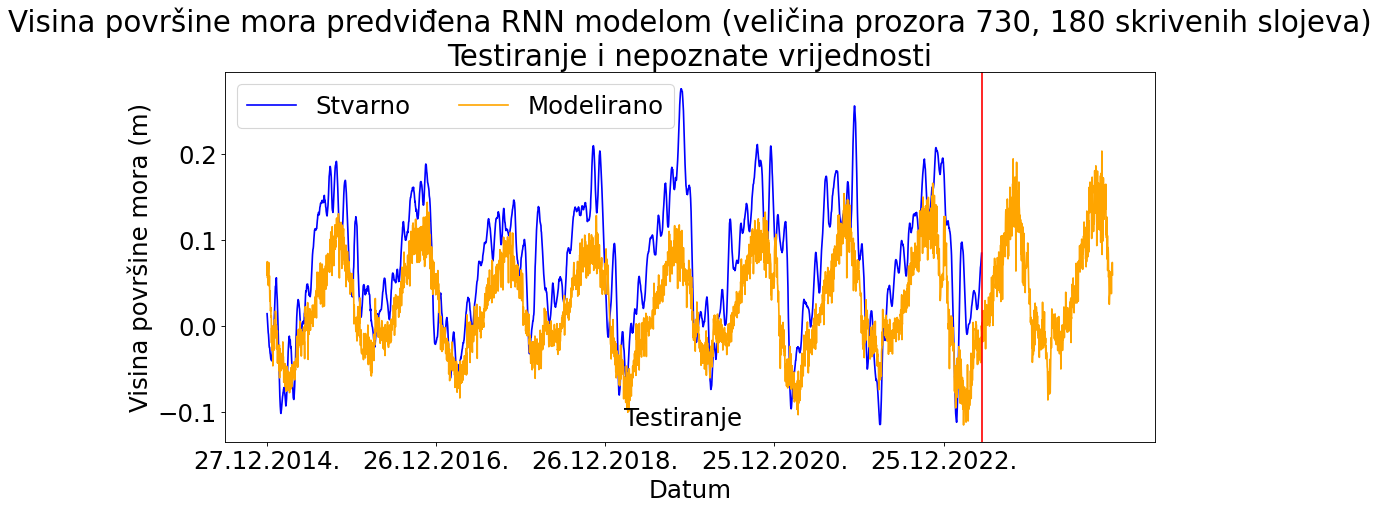 Visina površine mora predviđena RNN modelom (veličina prozora 730, 180 skrivenih slojeva)
Testiranje i nepoznate vrijednosti
Stvarno
Modelirano
Visina površine mora (m)
0.2
0.1
0.0
−0.1
Testiranje
27.12.2014.
26.12.2016.
26.12.2018.
25.12.2020.
25.12.2022.
Datum